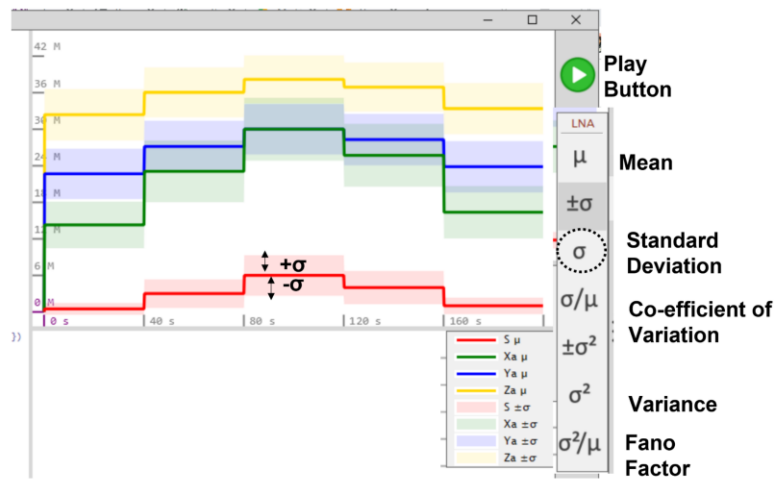 42 M
36 M
30 M
24 M
18 M
12 M
6 M
0 M
0 s
40 s
80 s
120 s
160 s
+σ
-σ
})
S μ
Xa μ
Ya μ
Za μ
S ±σ
Xa ±σ
Ya ±σ
Za ±σ
Play
Button
LNA
μ
Mean
±σ
σ
Standard
Deviation
σ/μ
Co-efficient of
Variation
±σ²
σ²
Variance
σ²/μ
Fano
Factor